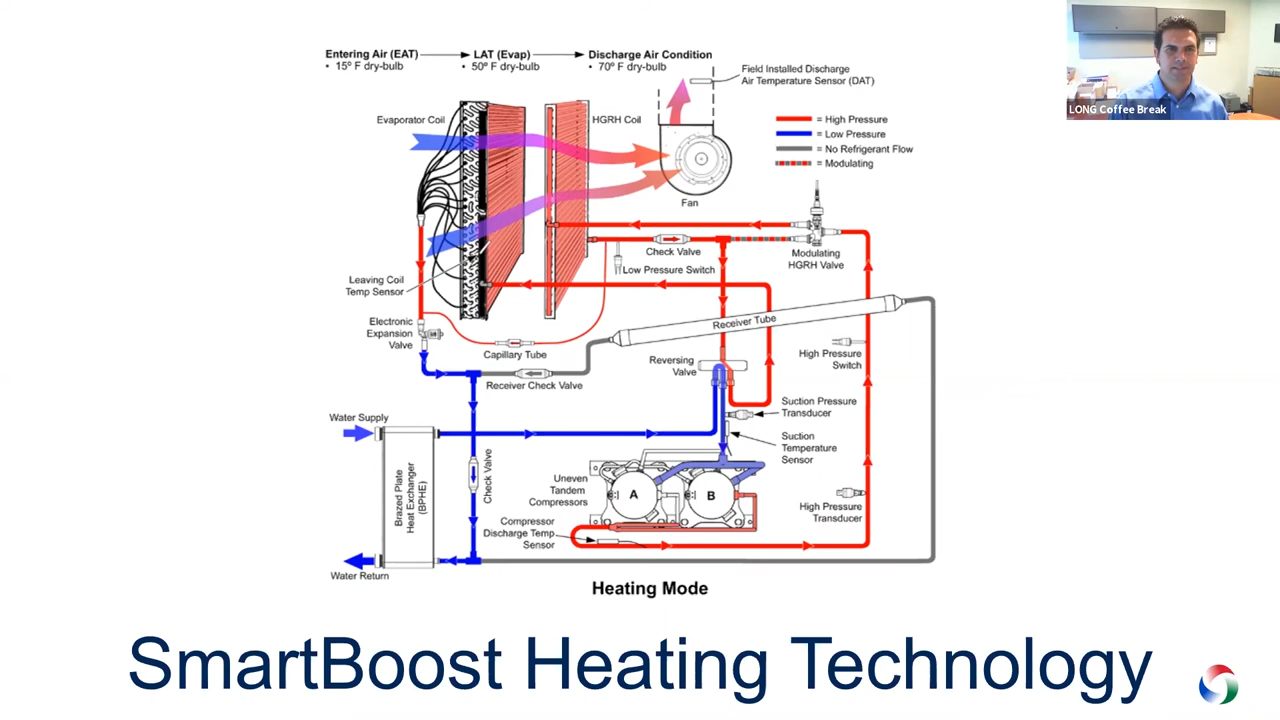 Entering Air (EAT)
LAT (Evap)
Discharge Air Condition
• 15º F dry-bulb
• 50º F dry-bulb
• 70º F dry-bulb
LONG Coffee Break
Field Installed Discharge
Air Temperature Sensor (DAT)
Evaporator Coil
HGRH Coil
= High Pressure
= Low Pressure
= No Refrigerant Flow
= Modulating
Fan
Check Valve
Low Pressure Switch
Modulating
HGRH Valve
Leaving Coil
Temp Sensor
Electronic
Expansion
Valve
Receiver Tube
Capillary Tube
Receiver Check Valve
Reversing
Valve
High Pressure
Switch
Suction Pressure
Transducer
Suction
Temperature
Sensor
Water Supply
Brazed Plate
Heat Exchanger
(BPHE)
Check Valve
Uneven
Tandem
Compressors
A
B
High Pressure
Transducer
Compressor
Discharge Temp
Sensor
Water Return
Heating Mode
SmartBoost Heating Technology